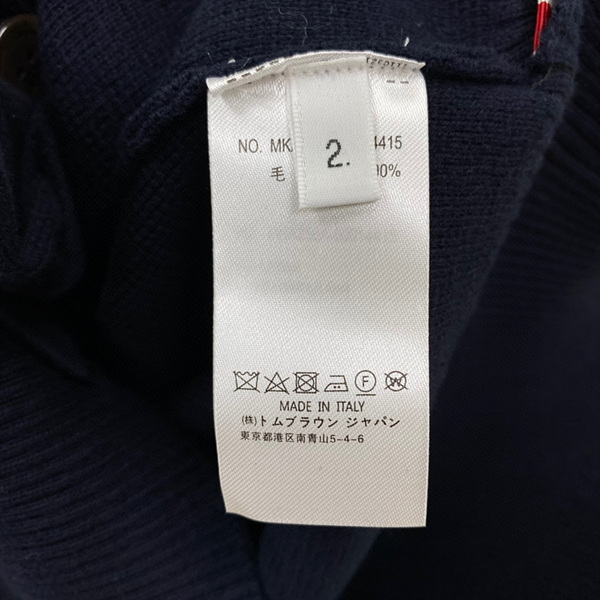 2.
NO. MK 4415
毛 00%
F W
MADE IN ITALY
(株)トムブラウン ジャパン
東京都港区南青山5-4-6